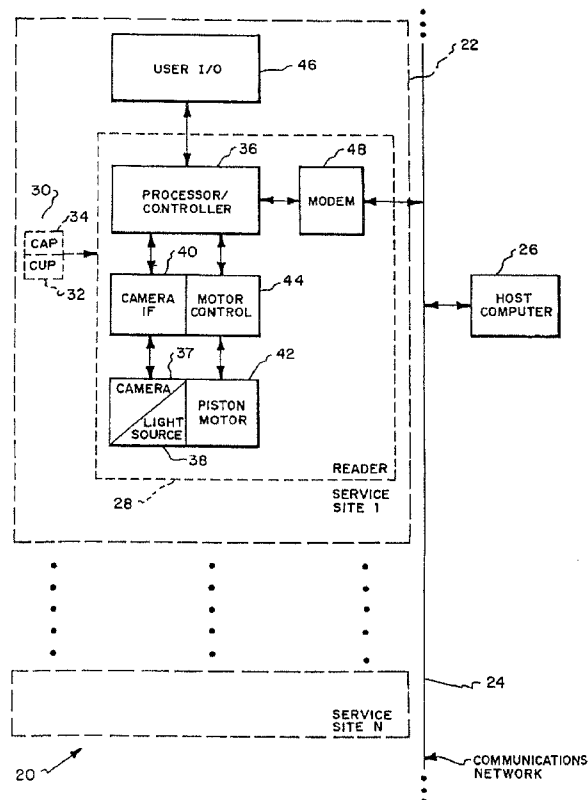 USER I/O
46
22
36
48
PROCESSOR/
CONTROLLER
MODEM
30
34
CAP
CUP
32
40
44
CAMERA
IF
MOTOR
CONTROL
26
HOST
COMPUTER
37
42
CAMERA
LIGHT
SOURCE
PISTON
MOTOR
38
READER
28
SERVICE
SITE 1
24
SERVICE
SITE N
20
COMMUNICATIONS
NETWORK